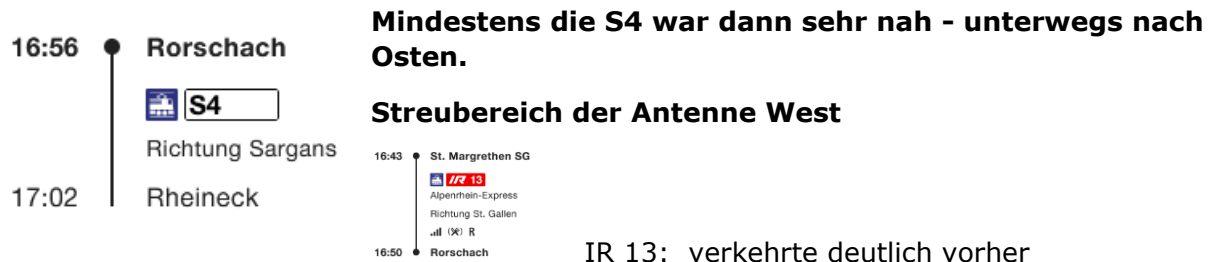 16:56 Rorschach
S4
Richtung Sargans
17:02 Rheineck
Mindestens die S4 war dann sehr nah - unterwegs nach
Osten.
Streubereich der Antenne West
16:43 St. Margrethen SG
IR 13
Alpenrhein-Express
Richtung St. Gallen
R
16:50 Rorschach
IR 13: verkehrte deutlich vorher